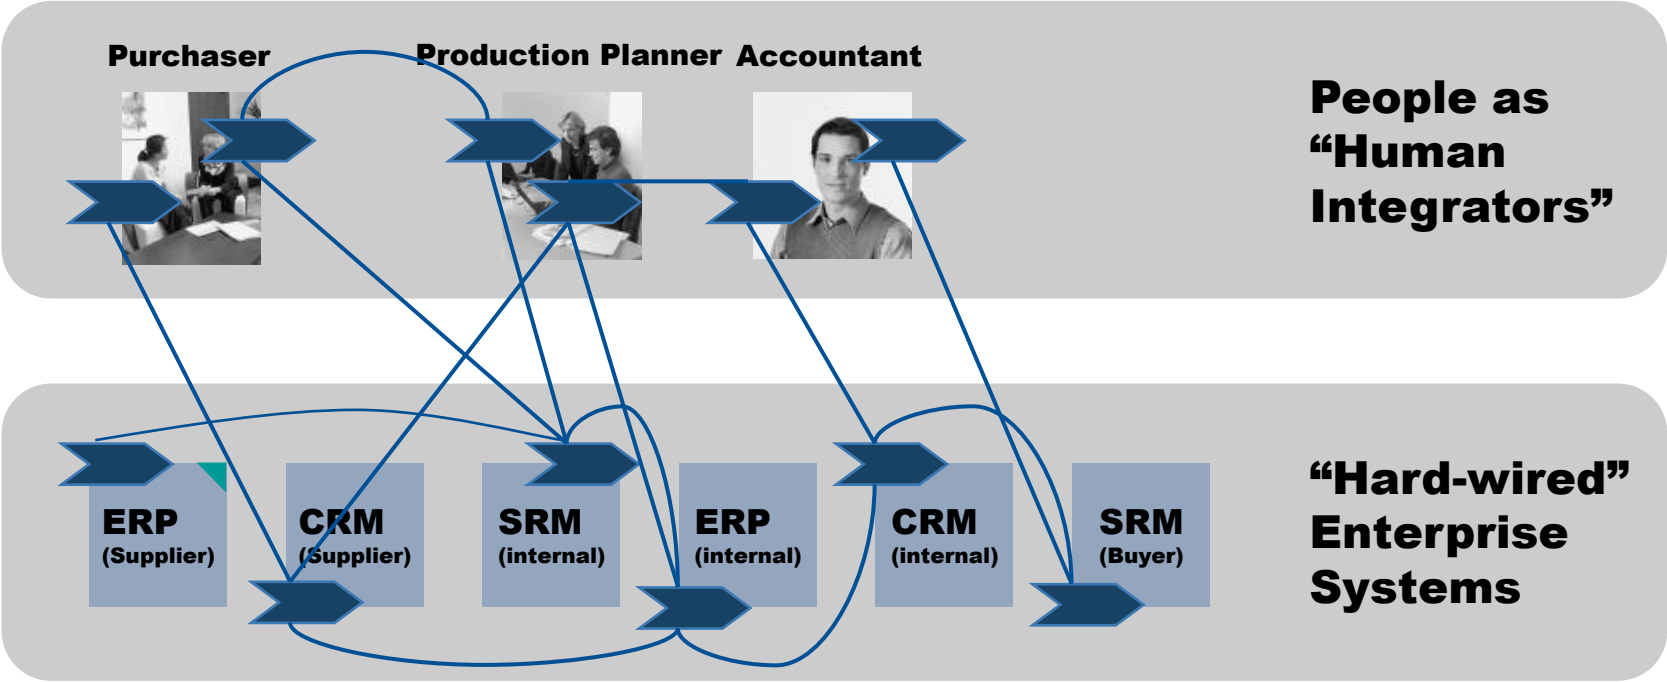 Purchaser
Production Planner
Accountant
People as
“Human
Integrators”
ERP
(Supplier)
CRM
(Supplier)
SRM
(internal)
ERP
(internal)
CRM
(internal)
SRM
(Buyer)
“Hard-wired”
Enterprise
Systems